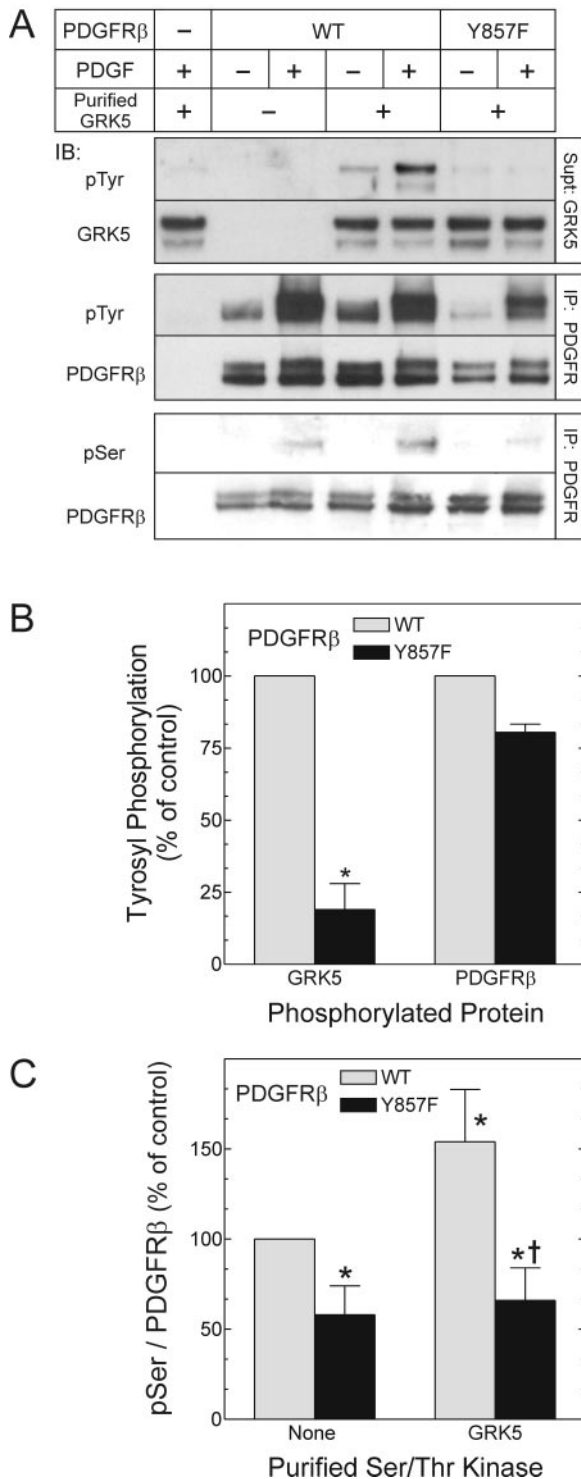 A
PDGFRβ – WT Y857F
PDGF + – + – + – +
Purified GRK5 + – + +
IB:
pTyr
GRK5
Supt: GRK5
pTyr
PDGFRβ
IP: PDGFR
pSer
PDGFRβ
IP: PDGFR
B
PDGFRβ
WT
Y857F
Tyrosyl Phosphorylation
(% of control)
100
75
50
25
0
*
GRK5 PDGFRβ
Phosphorylated Protein
C
PDGFRβ
WT
Y857F
pSer / PDGFRβ (% of control)
150
100
50
0
*
*
*†
None GRK5
Purified Ser/Thr Kinase